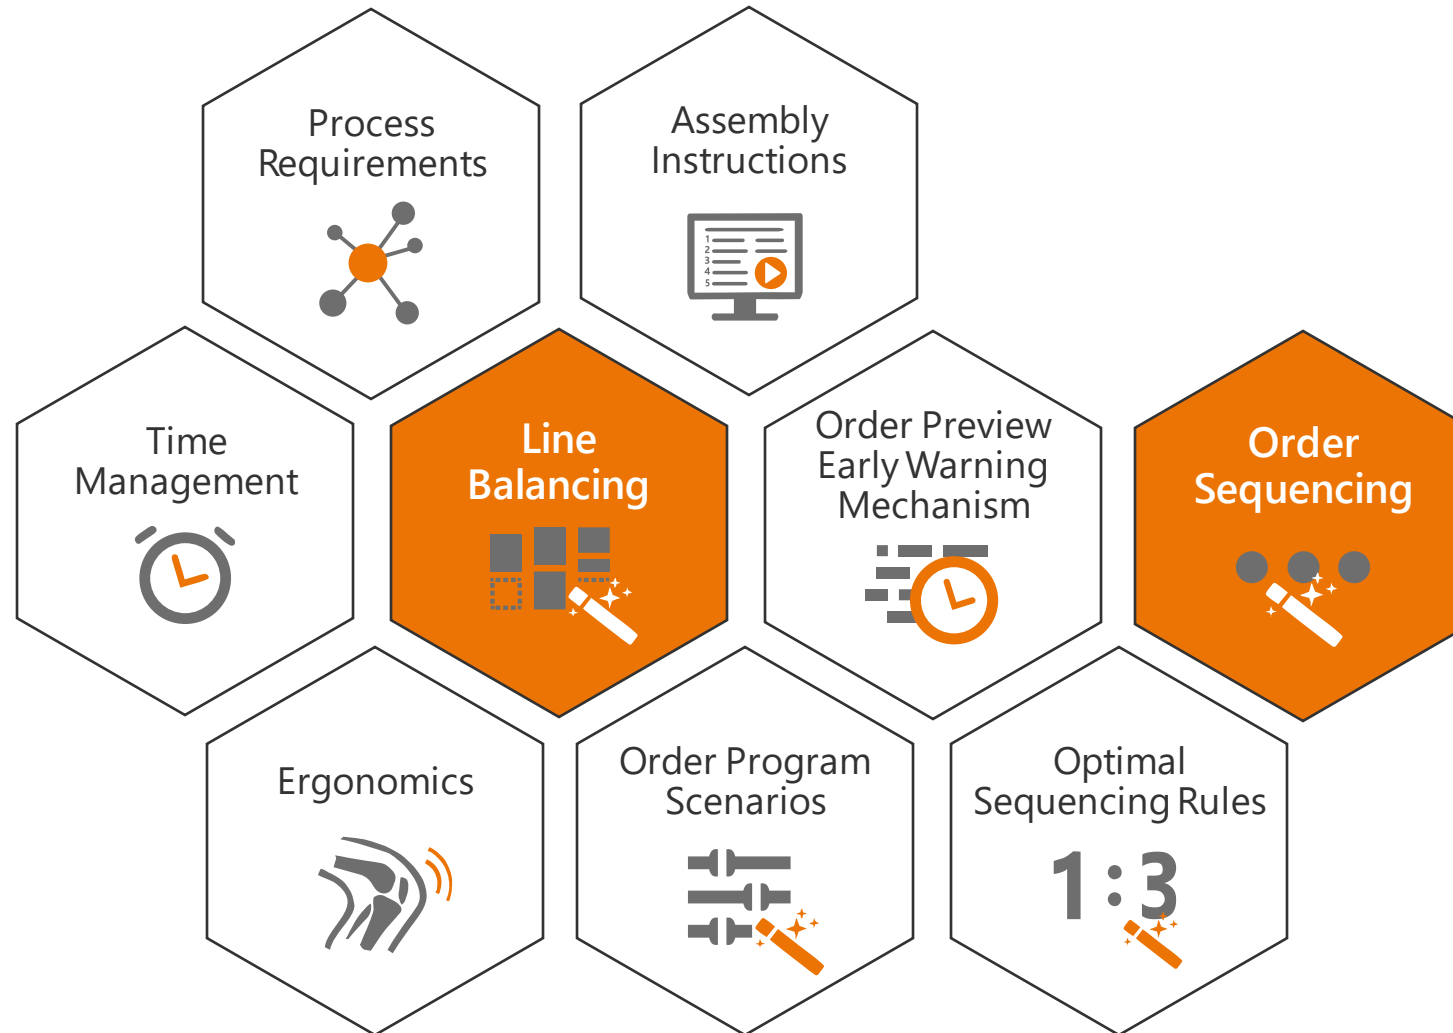 Process
Requirements
Assembly
Instructions
1
2
3
4
5
Time
Management
Line
Balancing
Order Preview
Early Warning
Mechanism
Order
Sequencing
Ergonomics
Order Program
Scenarios
Optimal
Sequencing Rules
1:3